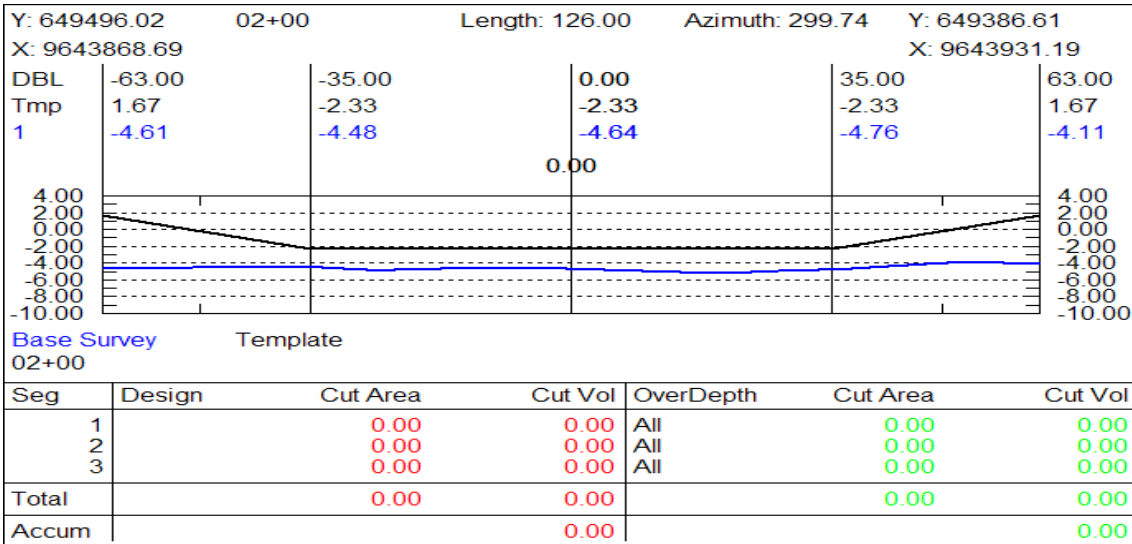 Y: 649496.02 02+00 Length: 126.00 Azimuth: 299.74 Y: 649386.61
X: 9643868.69 X: 9643931.19
DBL -63.00 -35.00 0.00 35.00 63.00
Tmp 1.67 -2.33 -2.33 -2.33 1.67
1 -4.61 -4.48 -4.64 -4.76 -4.11
0.00
4.00 4.00
2.00 2.00
0.00 0.00
-2.00 -2.00
-4.00 -4.00
-6.00 -6.00
-8.00 -8.00
-10.00 -10.00
Base Survey Template
02+00
Seg Design Cut Area Cut Vol OverDepth Cut Area Cut Vol
1 0.00 0.00 All 0.00 0.00
2 0.00 0.00 All 0.00 0.00
3 0.00 0.00 All 0.00 0.00
Total 0.00 0.00 0.00 0.00
Accum 0.00 0.00